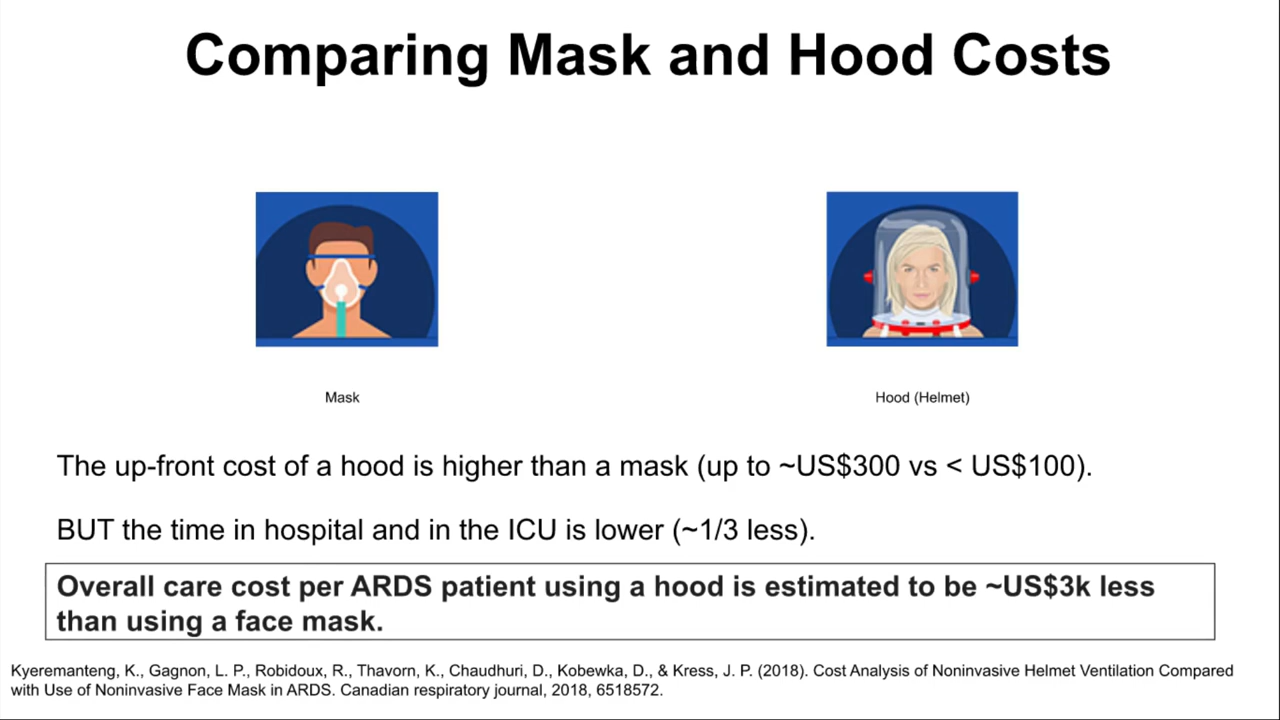 Comparing Mask and Hood Costs
Mask
Hood (Helmet)
The up-front cost of a hood is higher than a mask (up to ~US$300 vs < US$100).
BUT the time in hospital and in the ICU is lower (~1/3 less).
Overall care cost per ARDS patient using a hood is estimated to be ~US$3k less
than using a face mask.
Kyeremanteng, K., Gagnon, L. P., Robidoux, R., Thavorn, K., Chaudhuri, D., Kobewka, D., & Kress, J. P. (2018). Cost Analysis of Noninvasive Helmet Ventilation Compared
with Use of Noninvasive Face Mask in ARDS. Canadian respiratory journal, 2018, 6518572.